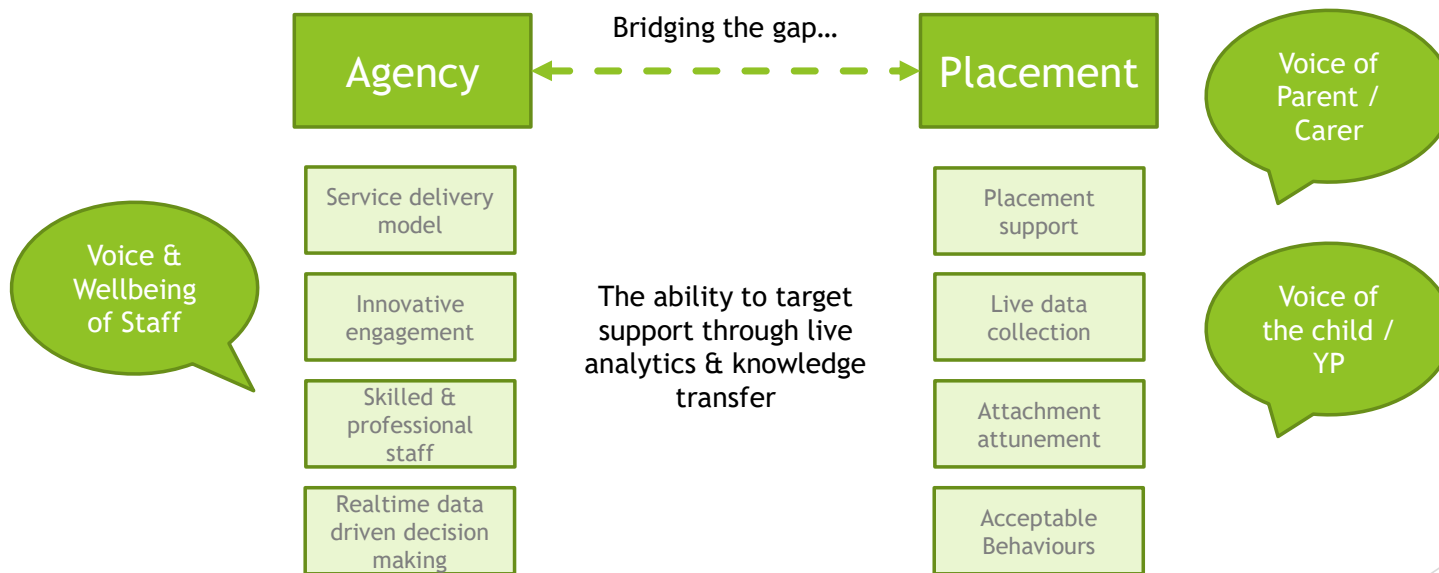 Bridging the gap…
Agency
Placement
Voice of
Parent /
Carer
Service delivery
model
Placement
support
Voice &
Wellbeing
of Staff
Innovative
engagement
The ability to target
support through live
analytics & knowledge
transfer
Live data
collection
Voice of
the child /
YP
Skilled &
professional
staff
Attachment
attunement
Realtime data
driven decision
making
Acceptable
Behaviours